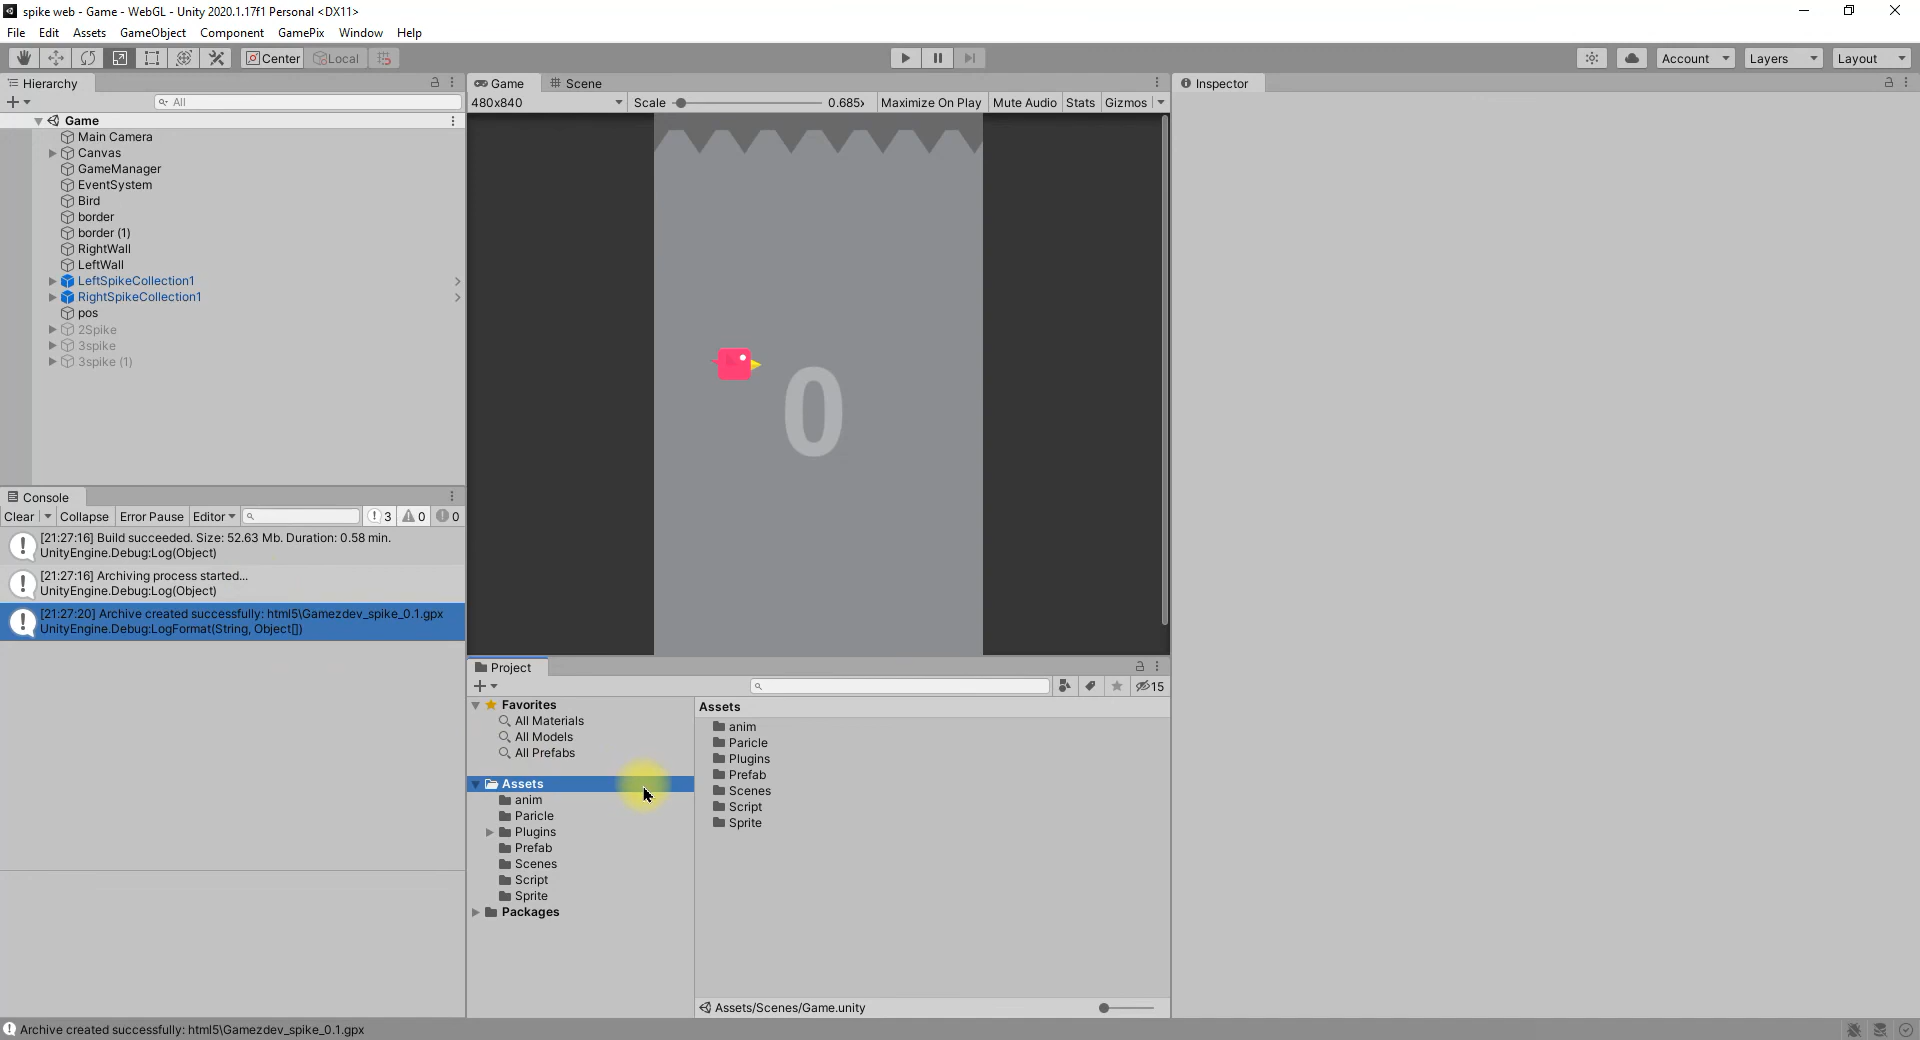 spike web - Game - WebGL - Unity 2020.1.17f1 Personal <DX11>
File Edit Assets GameObject Component GamePix Window Help
Center Local
Account Layers Layout
Hierarchy
All
Game
Main Camera
Canvas
GameManager
EventSystem
Bird
border
border (1)
RightWall
LeftWall
LeftSpikeCollection1
RightSpikeCollection1
pos
2Spike
3spike
3spike (1)
Console
Clear Collapse Error Pause Editor 3 0 0
[21:27:16] Build succeeded. Size: 52.63 Mb. Duration: 0.58 min.
UnityEngine.Debug:Log(Object)
[21:27:16] Archiving process started...
UnityEngine.Debug:Log(Object)
[21:27:20] Archive created successfully: html5\Gamezdev_spike_0.1.gpx
UnityEngine.Debug:LogFormat(String, Object[])
Game Scene
480x840 Scale 0.685x Maximize On Play Mute Audio Stats Gizmos
0
Project
15
Favorites
All Materials
All Models
All Prefabs
Assets
anim
Paricle
Plugins
Prefab
Scenes
Script
Sprite
Packages
Assets
anim
Paricle
Plugins
Prefab
Scenes
Script
Sprite
Assets/Scenes/Game.unity
Inspector
Archive created successfully: html5\Gamezdev_spike_0.1.gpx